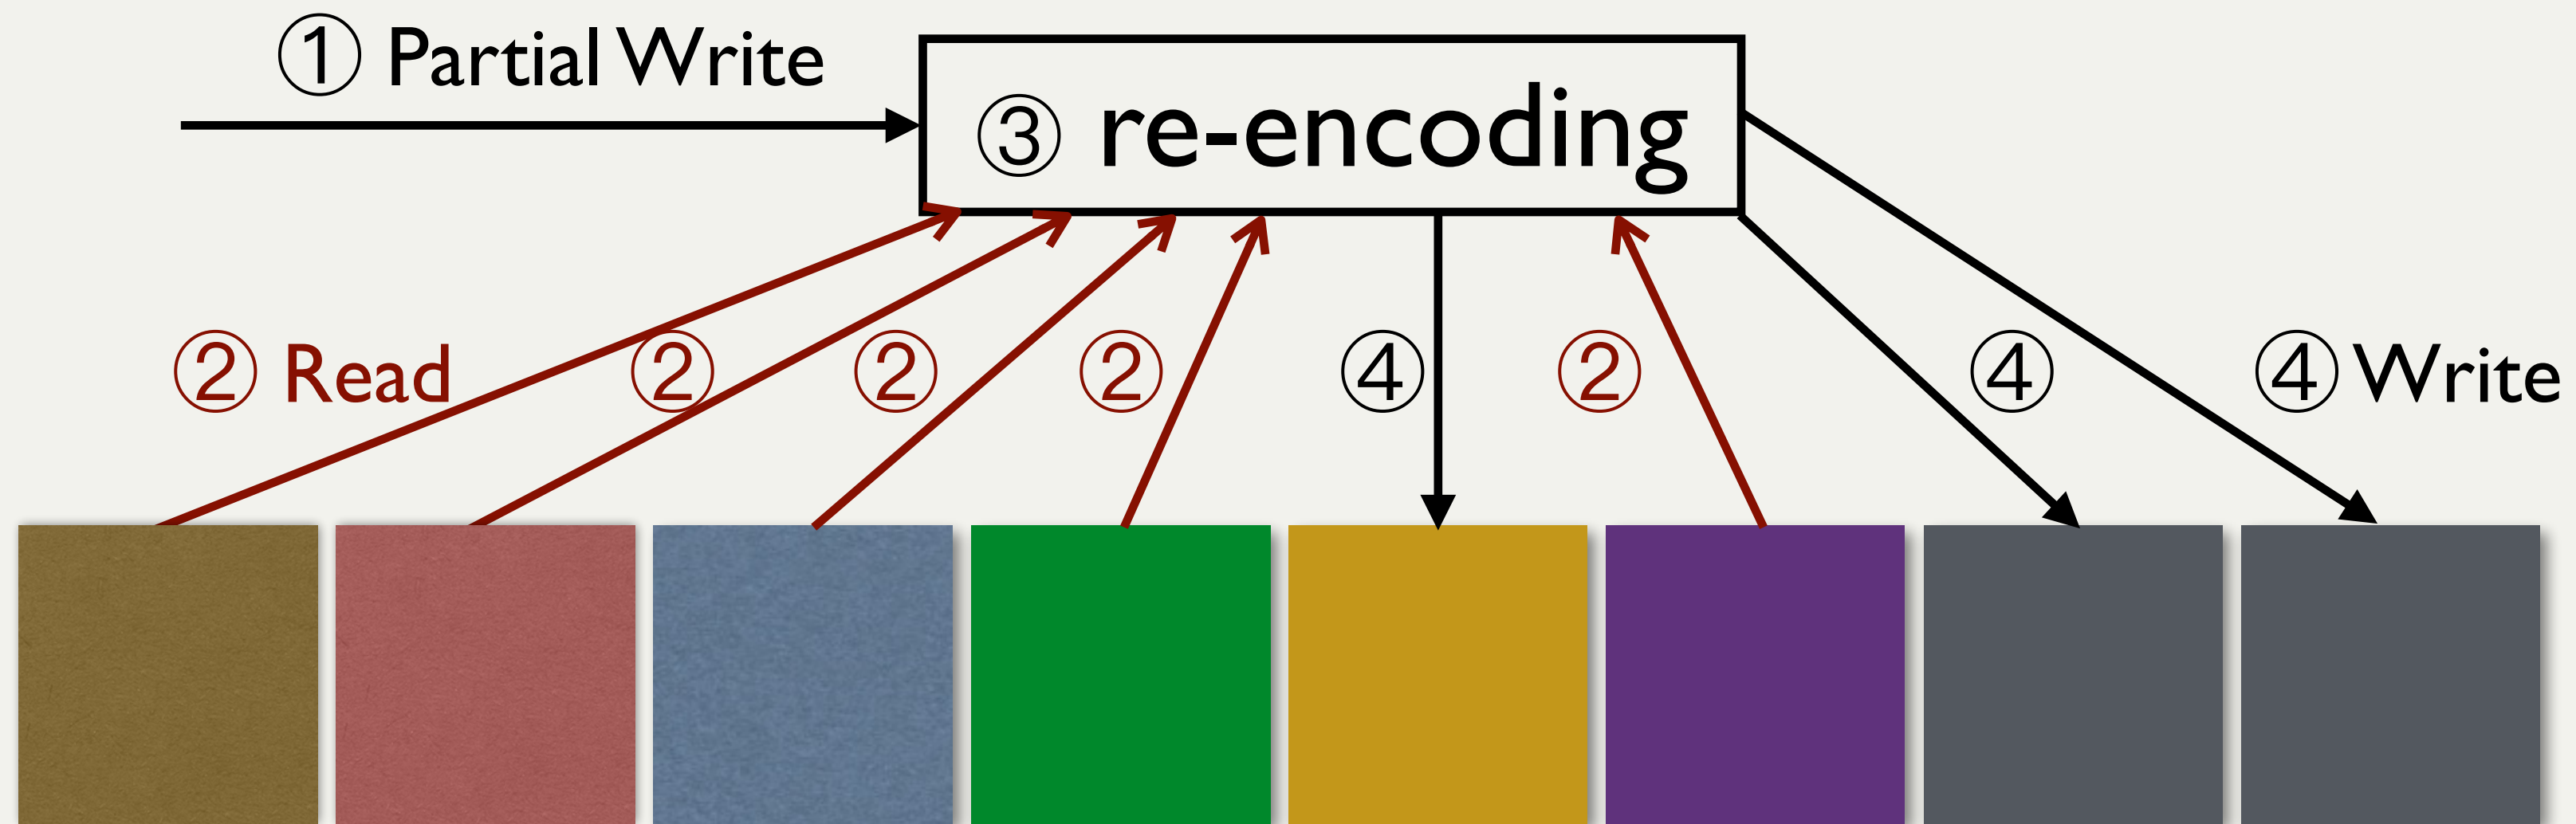 ① Partial Write
③ re-encoding
② Read
②
②
②
④
②
④
④ Write